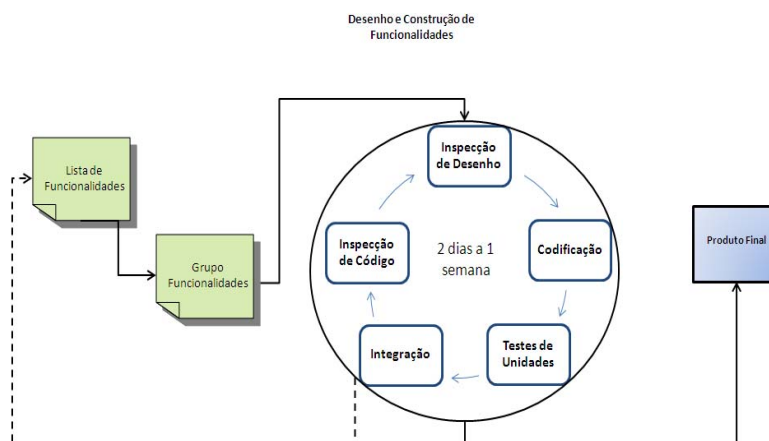 Desenho e Construção de
Funcionalidades
Lista de
Funcionalidades
Grupo
Funcionalidades
Inspecção
de Desenho
Codificação
Testes de
Unidades
Integração
Inspecção
de Código
2 dias a 1
semana
Produto Final